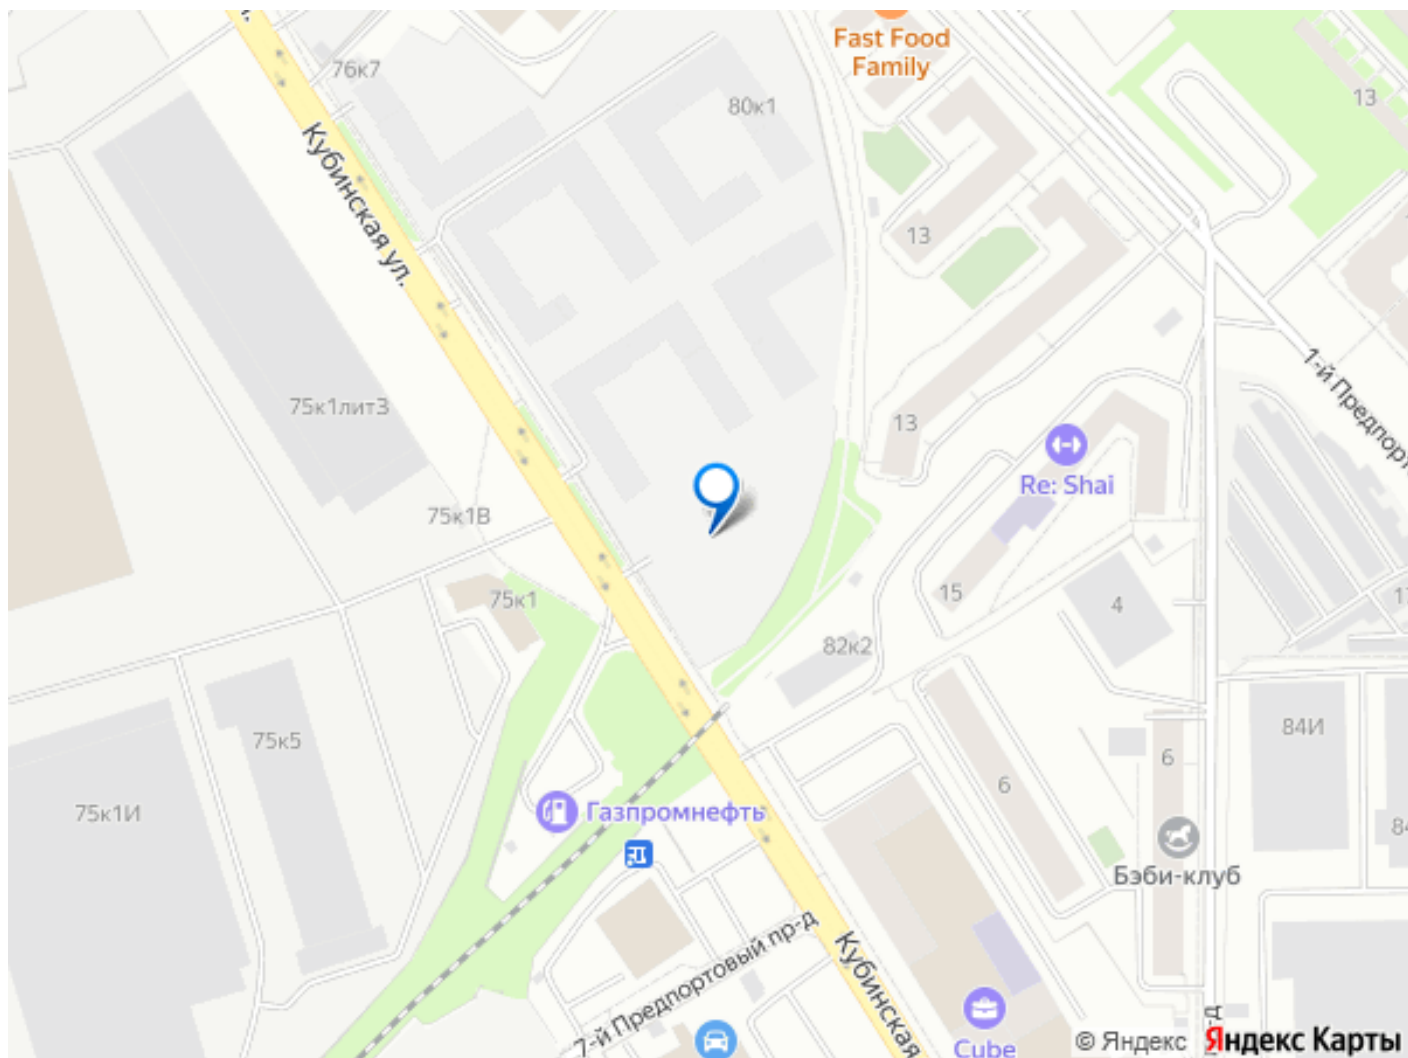 Fast Food
Family
76к7
80к1
13
Кубинская ул.
13
1-й Предпорт
75к1лит3
13
Re: Shai
75к1В
75к1
15
4
82к2
75к5
84И
6
6
75к1И
Газпромнефть
Бэби-клуб
7-й Предпортовый пр-д
Кубинская
Cube
© Яндекс
Яндекс Карты